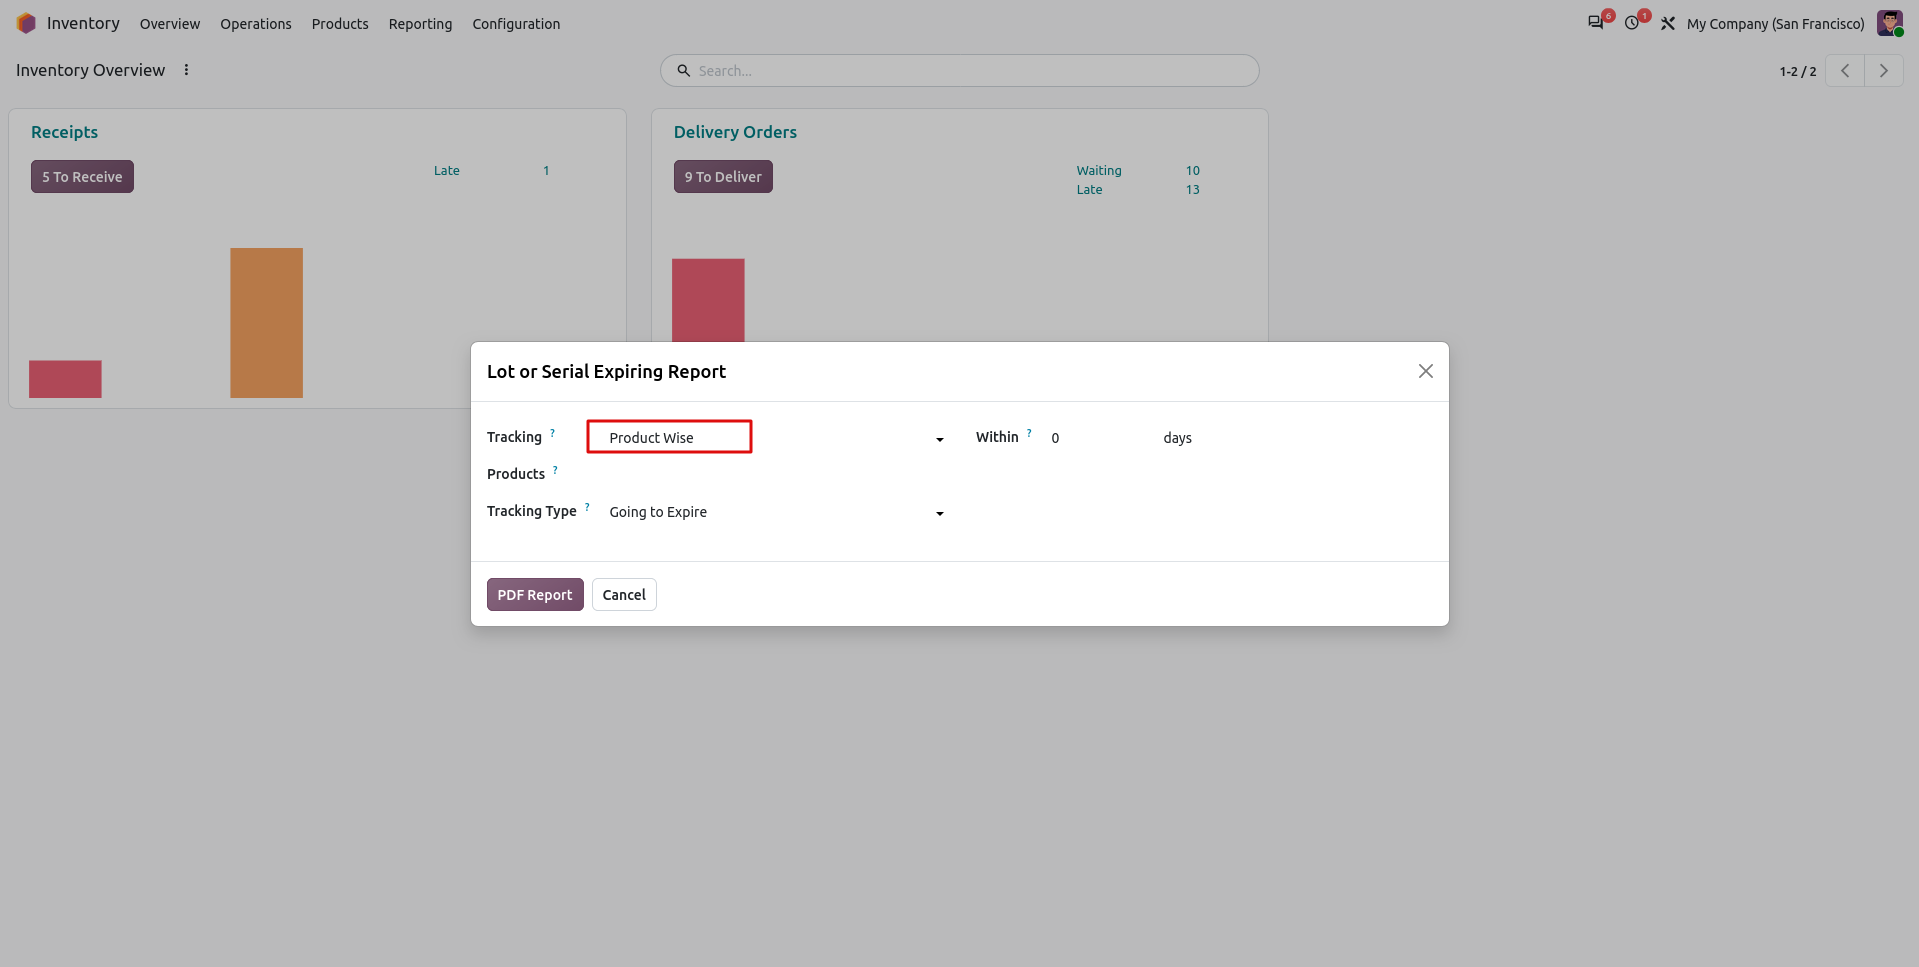 Inventory Overview Operations Products Reporting Configuration 6 1 My Company (San Francisco)
Inventory Overview Search... 1-2 / 2
Receipts
5 To Receive Late 1
Delivery Orders
9 To Deliver Waiting 10
Late 13
Lot or Serial Expiring Report
Tracking ? Product Wise Within ? 0 days
Products ?
Tracking Type ? Going to Expire
PDF Report Cancel